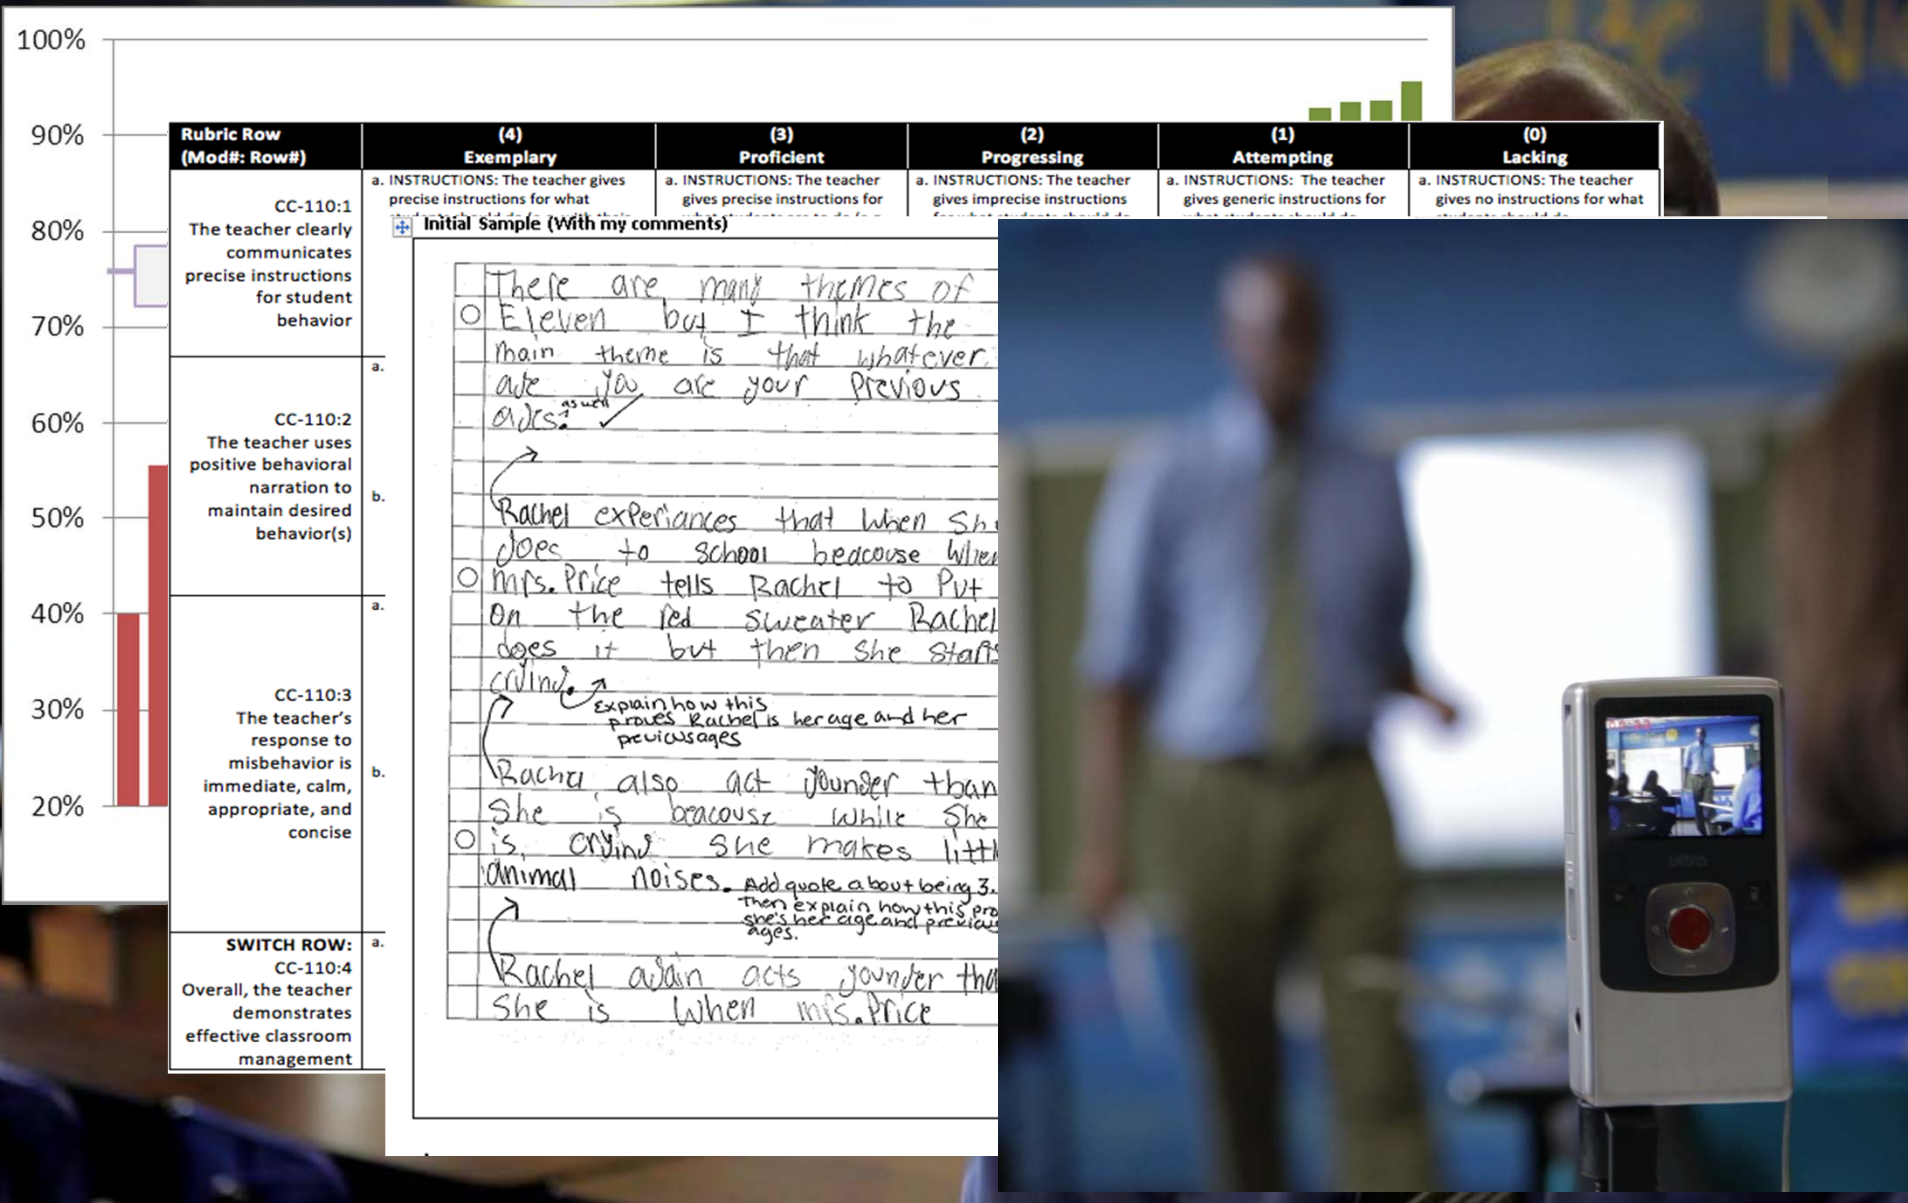 100%
90%
80%
70%
60%
50%
40%
30%
20%
Rubric Row
(Mod#: Row#)
(4)
Exemplary
(3)
Proficient
(2)
Progressing
(1)
Attempting
(0)
Lacking
CC-110:1
The teacher clearly
communicates
precise instructions
for student
behavior
a. INSTRUCTIONS: The teacher gives
precise instructions for what
a. INSTRUCTIONS: The teacher
gives precise instructions for
a. INSTRUCTIONS: The teacher
gives imprecise instructions
a. INSTRUCTIONS: The teacher
gives generic instructions for
a. INSTRUCTIONS: The teacher
gives no instructions for what
CC-110:2
The teacher uses
positive behavioral
narration to
maintain desired
behavior(s)
a.
b.
CC-110:3
The teacher's
response to
misbehavior is
immediate, calm,
appropriate, and
concise
a.
b.
SWITCH ROW:
CC-110:4
Overall, the teacher
demonstrates
effective classroom
management
a.
Initial Sample (With my comments)
There are many themes of
Eleven but I think the
main theme is that whatever
age you are your previous
ages.
as well
Rachel experiances that when
goes to school beacouse
mrs. Price tells Rachel to Put
on the red sweater Rachel
does it but then she starts
crying.
Explain how this
proves Rachel is her age and her
previous ages
Rachel also act younger than
She is beacouse while she
is crying she makes
animal noises.
Add quote about being 3.
Then explain how this
she's her age and
ages.
Rachel again acts younger
She is When mrs. Price
ultra